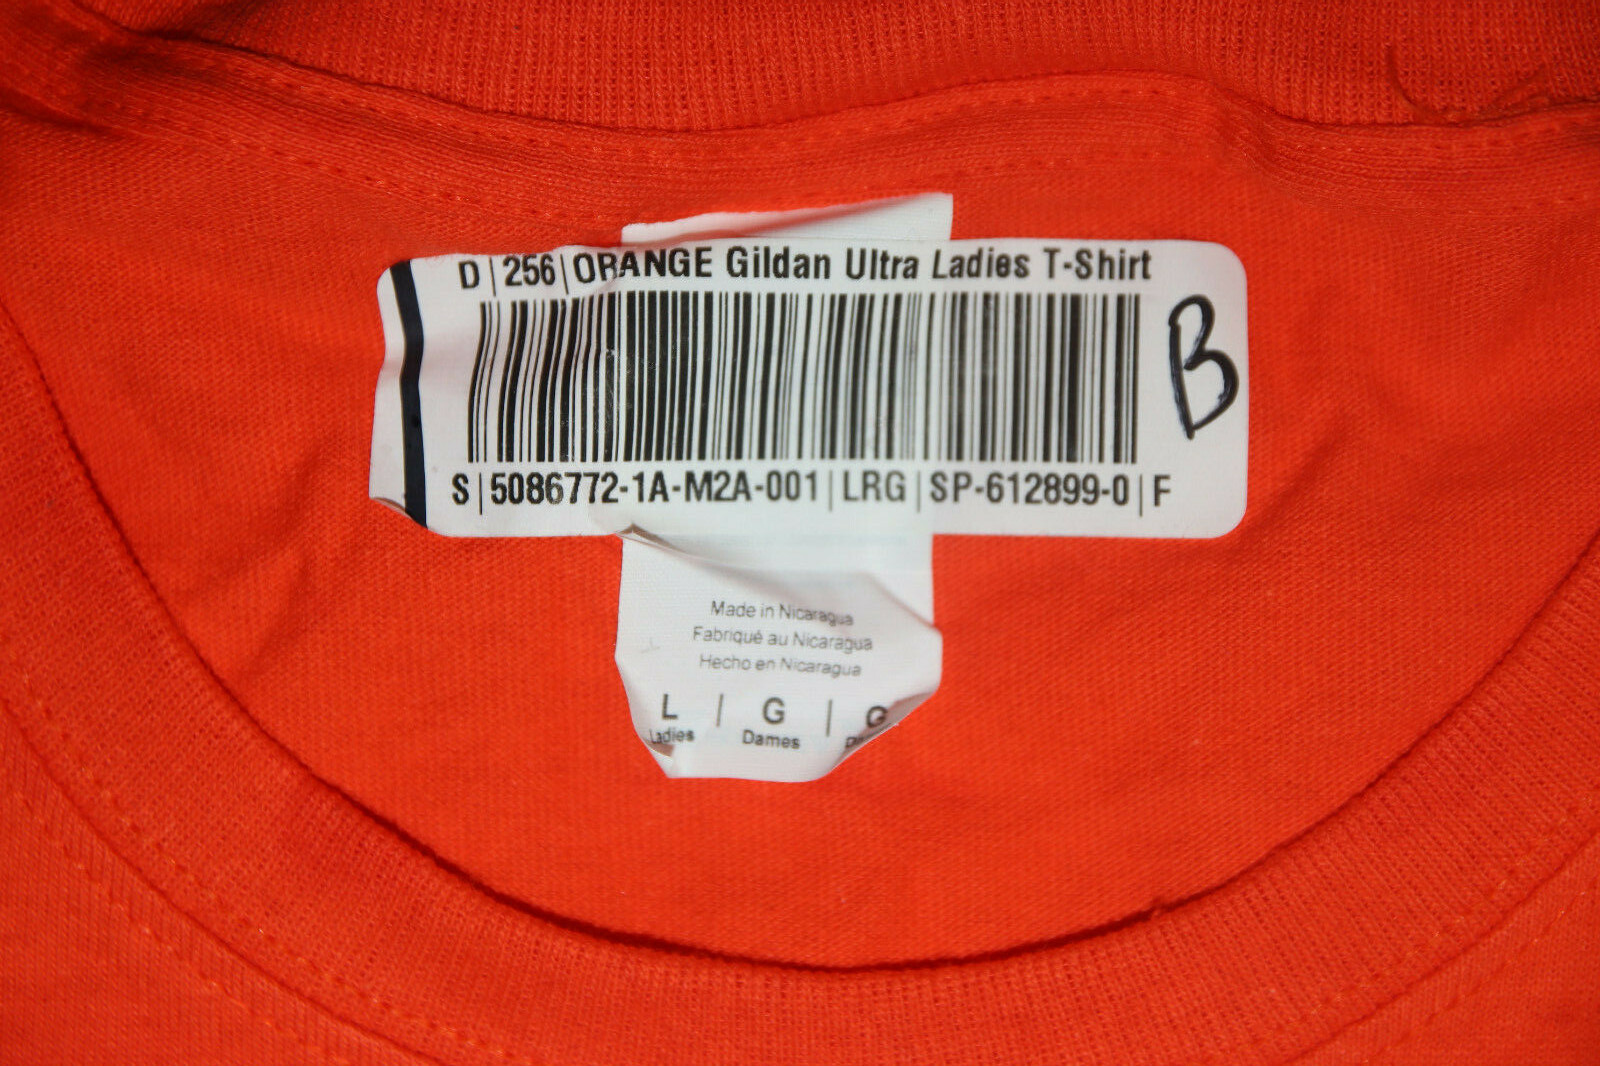 D|256|ORANGE Gildan Ultra Ladies T-Shirt
B
S|5086772-1A-M2A-001|LRG|SP-612899-0|F
Made in Nicaragua
Fabriqué au Nicaragua
Hecho en Nicaragua
L | G | G
Ladies Dames